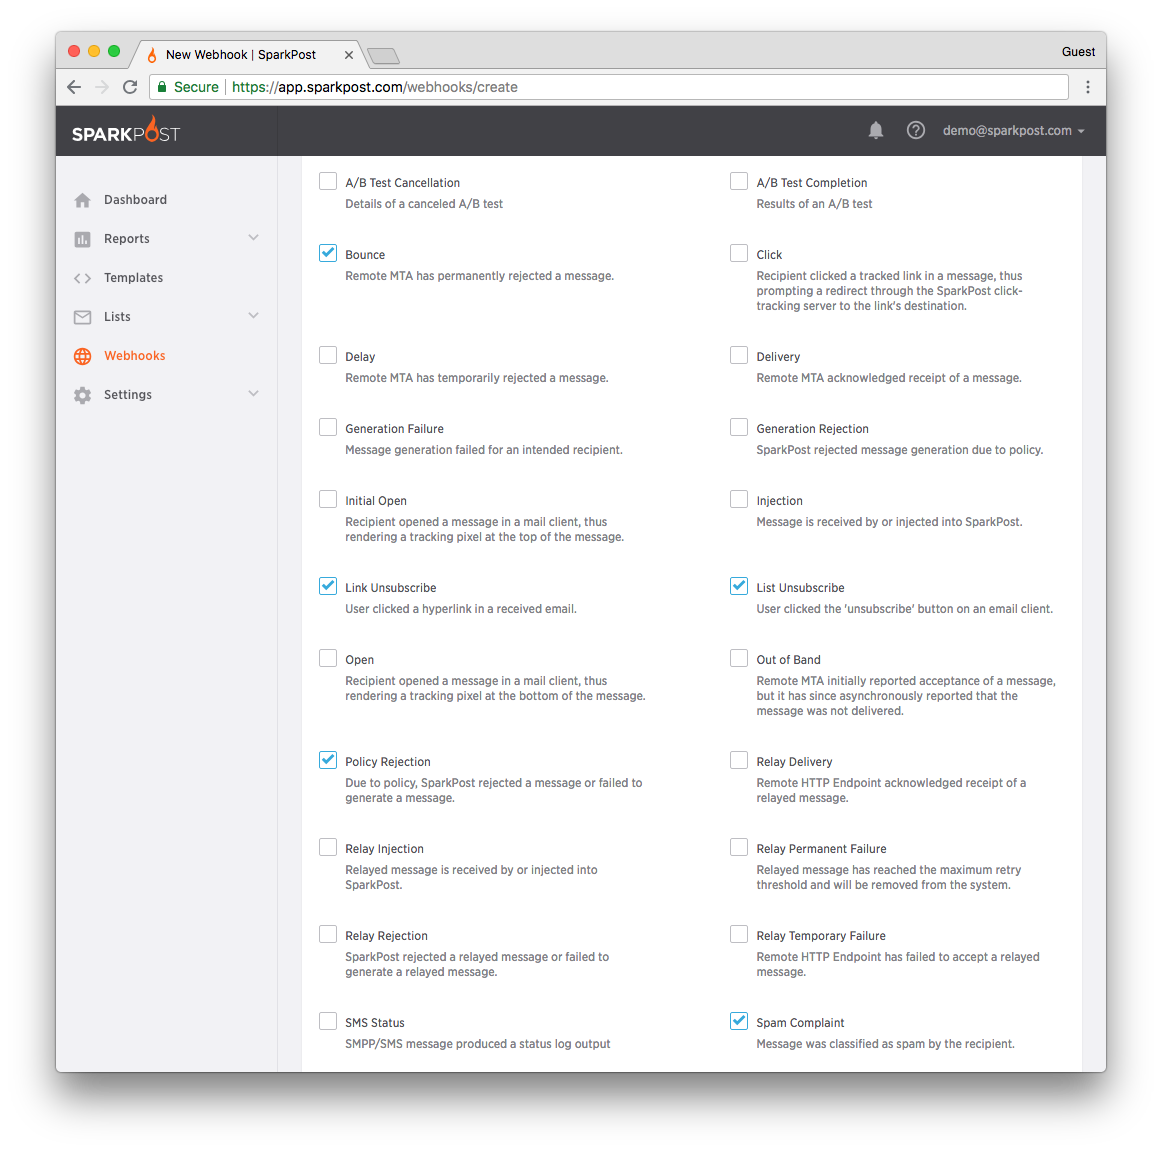 New Webhook | SparkPost
Guest
Secure https://app.sparkpost.com/webhooks/create
SPARKPOST
demo@sparkpost.com
Dashboard
Reports
Templates
Lists
Webhooks
Settings
A/B Test Cancellation
Details of a canceled A/B test
A/B Test Completion
Results of an A/B test
Bounce
Remote MTA has permanently rejected a message.
Click
Recipient clicked a tracked link in a message, thus
prompting a redirect through the SparkPost click-
tracking server to the link's destination.
Delay
Remote MTA has temporarily rejected a message.
Delivery
Remote MTA acknowledged receipt of a message.
Generation Failure
Message generation failed for an intended recipient.
Generation Rejection
SparkPost rejected message generation due to policy.
Initial Open
Recipient opened a message in a mail client, thus
rendering a tracking pixel at the top of the message.
Injection
Message is received by or injected into SparkPost.
Link Unsubscribe
User clicked a hyperlink in a received email.
List Unsubscribe
User clicked the 'unsubscribe' button on an email client.
Open
Recipient opened a message in a mail client, thus
rendering a tracking pixel at the bottom of the message.
Out of Band
Remote MTA initially reported acceptance of a message,
but it has since asynchronously reported that the
message was not delivered.
Policy Rejection
Due to policy, SparkPost rejected a message or failed to
generate a message.
Relay Delivery
Remote HTTP Endpoint acknowledged receipt of a
relayed message.
Relay Injection
Relayed message is received by or injected into
SparkPost.
Relay Permanent Failure
Relayed message has reached the maximum retry
threshold and will be removed from the system.
Relay Rejection
SparkPost rejected a relayed message or failed to
generate a relayed message.
Relay Temporary Failure
Remote HTTP Endpoint has failed to accept a relayed
message.
SMS Status
SMPP/SMS message produced a status log output
Spam Complaint
Message was classified as spam by the recipient.